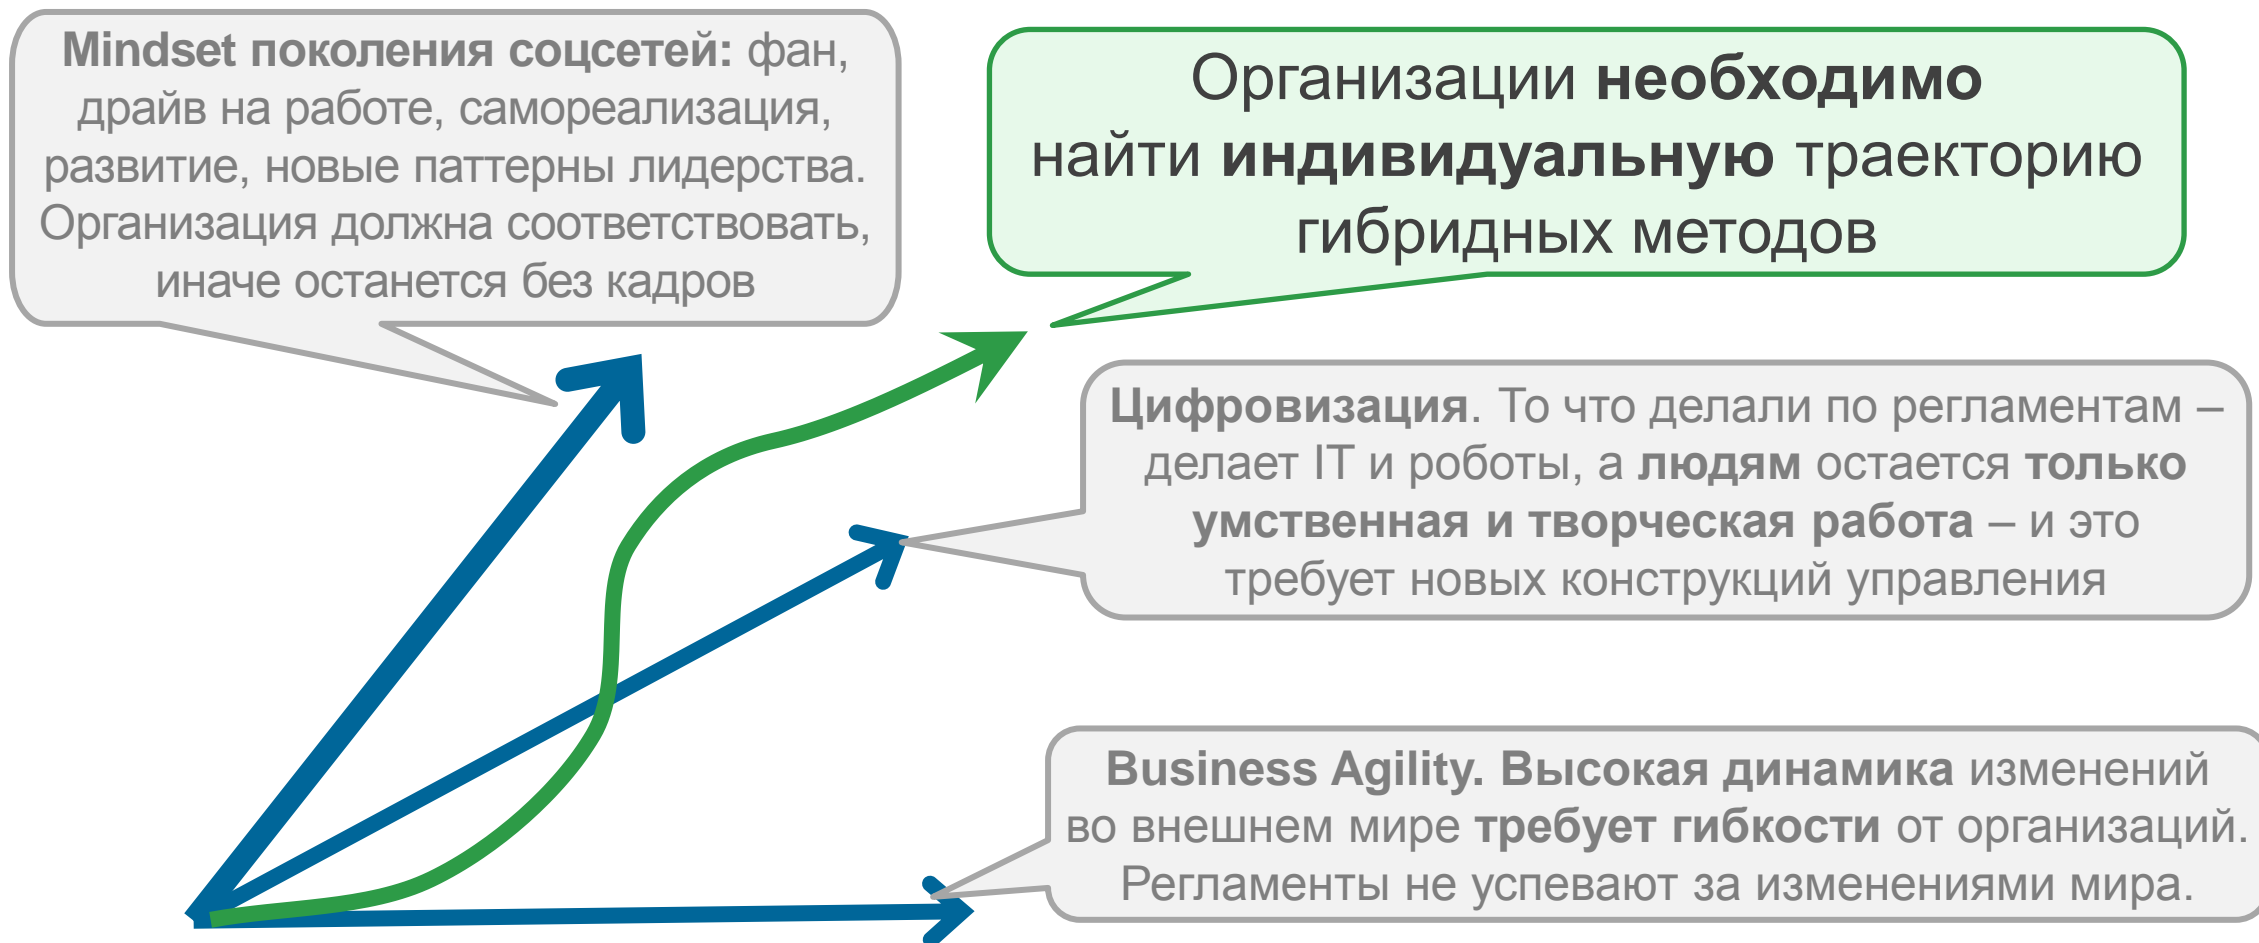 Mindset поколения соцсетей: фан,
драйв на работе, самореализация,
развитие, новые паттерны лидерства.
Организация должна соответствовать,
иначе останется без кадров
Организации необходимо
найти индивидуальную траекторию
гибридных методов
Цифровизация. То что делали по регламентам –
делает IT и роботы, а людям остается только
умственная и творческая работа – и это
требует новых конструкций управления
Business Agility. Высокая динамика изменений
во внешнем мире требует гибкости от организаций.
Регламенты не успевают за изменениями мира.